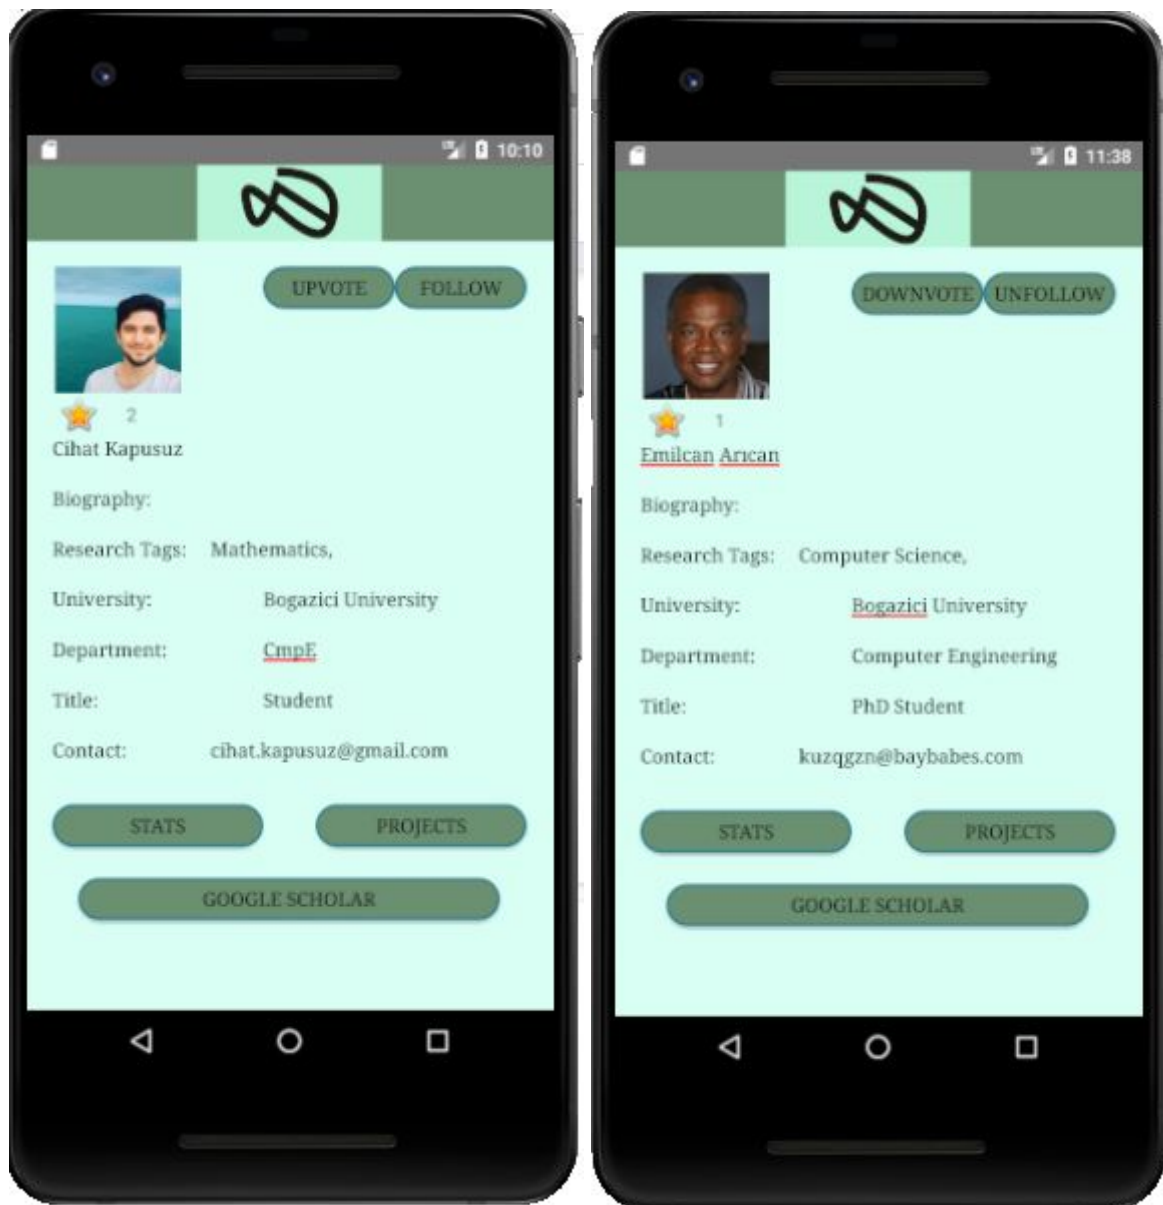 10:10
UPVOTE FOLLOW
2
Cihat Kapusuz
Biography:
Research Tags: Mathematics,
University: Bogazici University
Department: CmpE
Title: Student
Contact: cihat.kapusuz@gmail.com
STATS PROJECTS
GOOGLE SCHOLAR
11:38
DOWNVOTE UNFOLLOW
1
Emilcan Arıcan
Biography:
Research Tags: Computer Science,
University: Bogazici University
Department: Computer Engineering
Title: PhD Student
Contact: kuzqgzn@baybabes.com
STATS PROJECTS
GOOGLE SCHOLAR